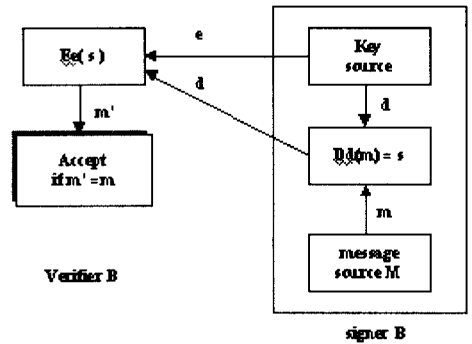 Ee( s )
e
Key
source
d
d
m'
Dd(m) = s
Accept
if m' = m
m
message
source M
Verifier B
signer B